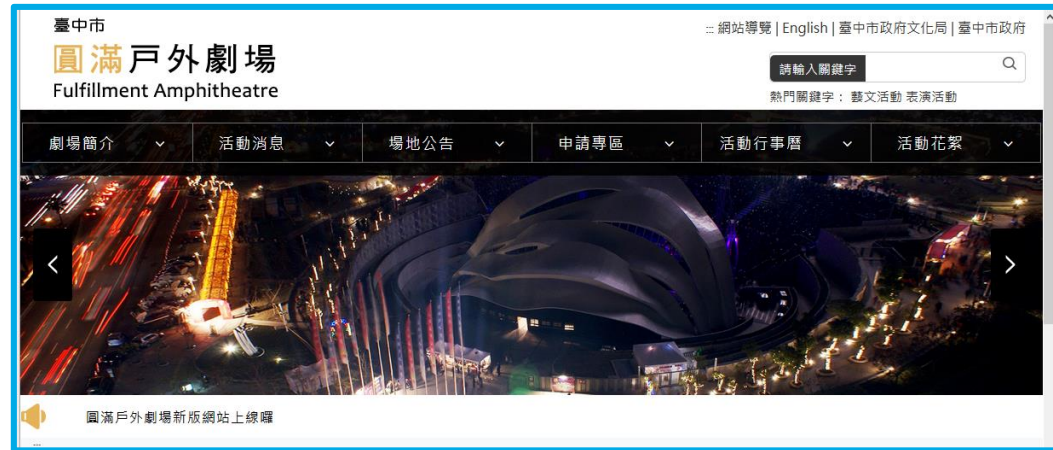 臺中市
圓滿戶外劇場
Fulfillment Amphitheatre
::: 網站導覽 | English | 臺中市政府文化局 | 臺中市政府
請輸入關鍵字
熱門關鍵字： 藝文活動 表演活動
劇場簡介 活動消息 場地公告 申請專區 活動行事曆 活動花絮
圓滿戶外劇場新版網站上線囉